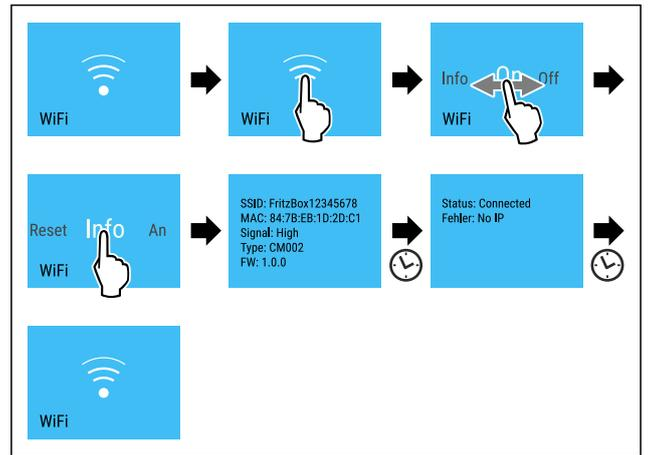 WiFi
WiFi
Info
Off
WiFi
Reset Info An
WiFi
SSID: FritzBox12345678
MAC: 84:7B:EB:1D:2D:C1
Signal: High
Type: CM002
FW: 1.0.0
Status: Connected
Fehler: No IP
WiFi